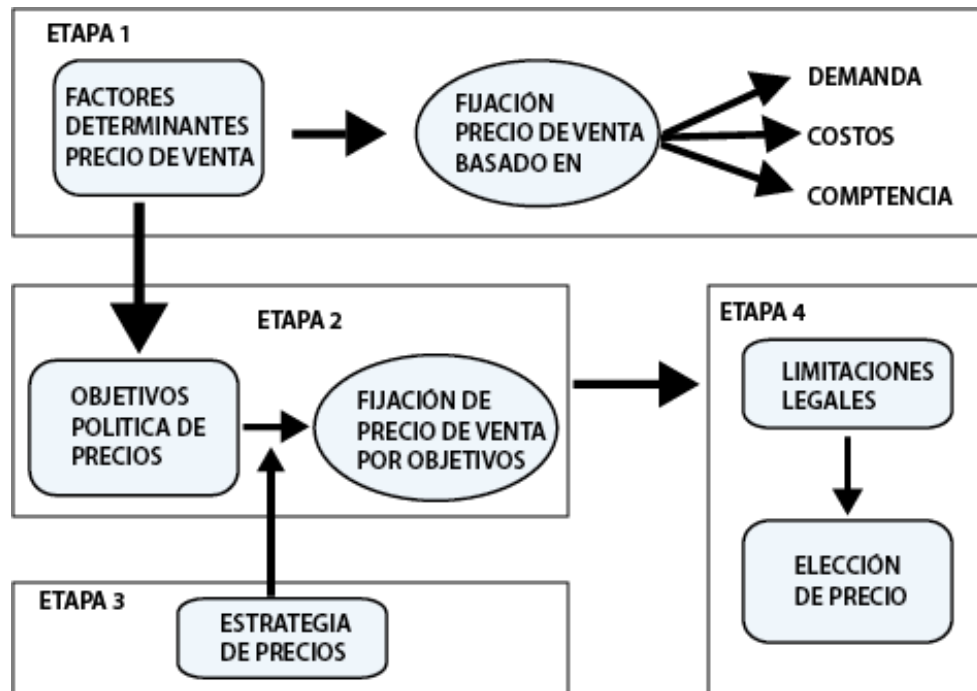 ETAPA 1
FACTORES
DETERMINANTES
PRECIO DE VENTA
FIJACIÓN
PRECIO DE VENTA
BASADO EN
DEMANDA
COSTOS
COMPTENCIA
ETAPA 2
OBJETIVOS
POLITICA DE
PRECIOS
FIJACIÓN DE
PRECIO DE VENTA
POR OBJETIVOS
ETAPA 3
ESTRATEGIA
DE PRECIOS
ETAPA 4
LIMITACIONES
LEGALES
ELECCIÓN
DE PRECIO